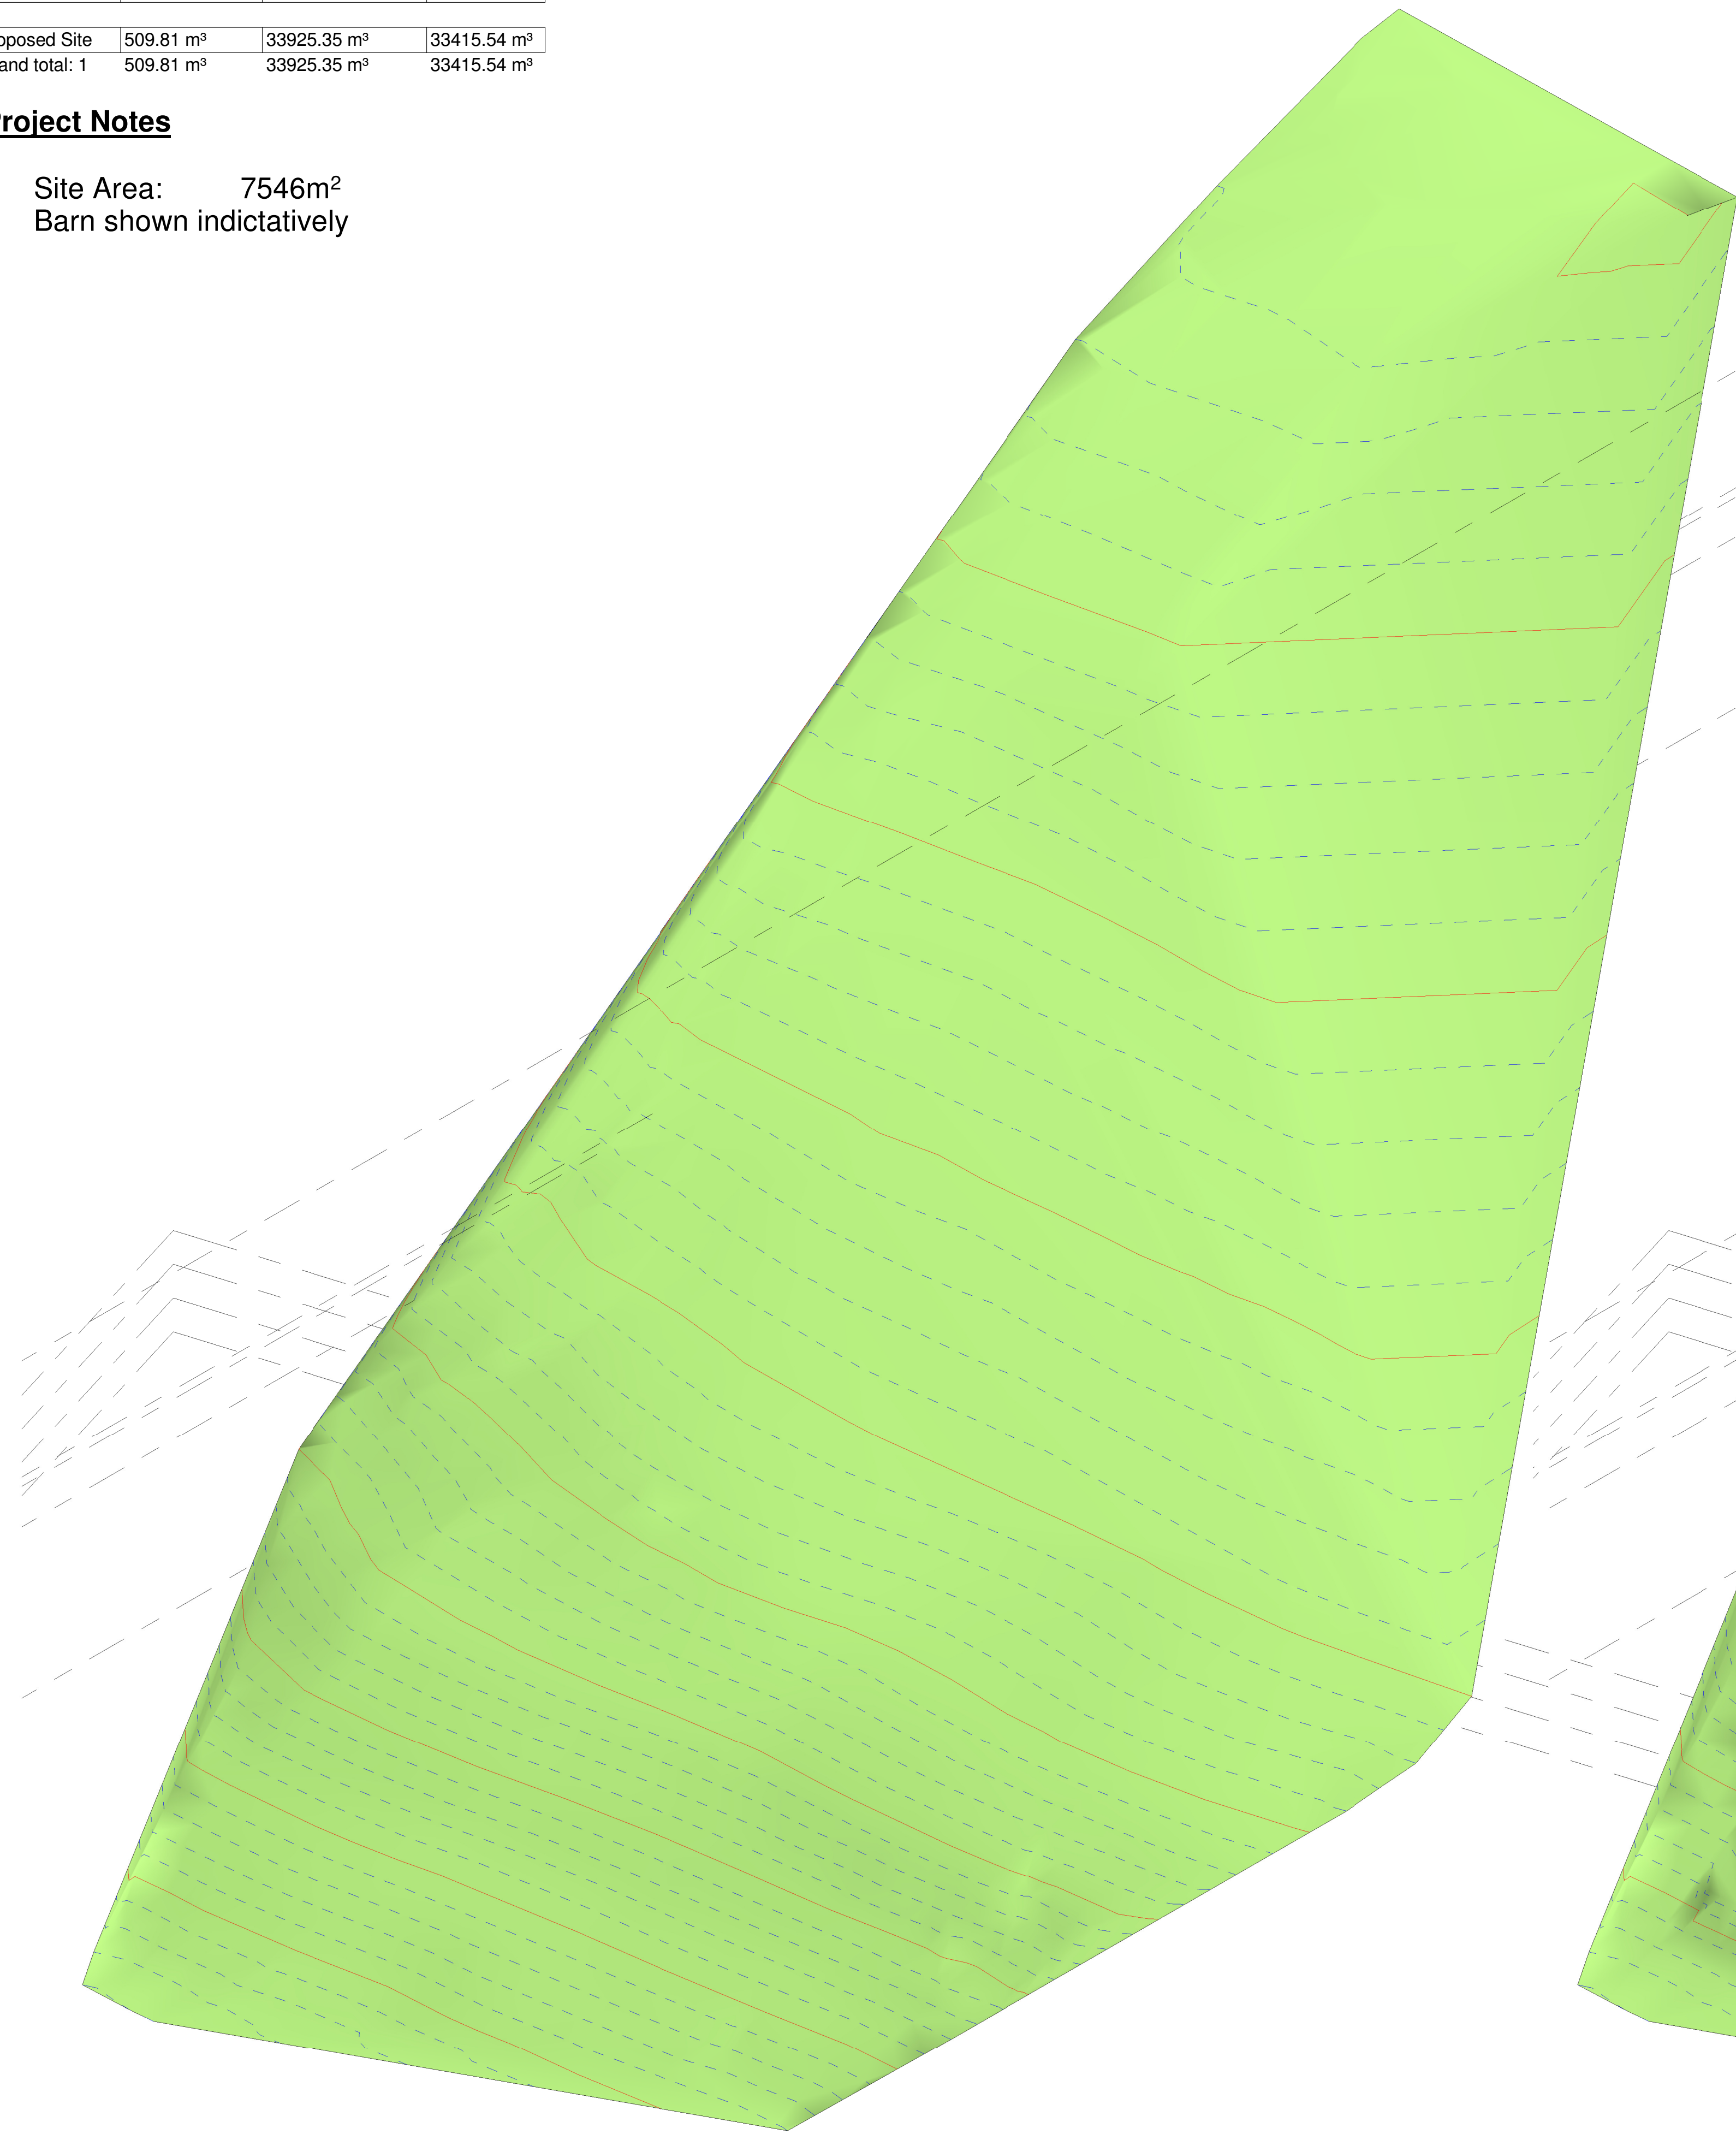 oposed Site 509.81 m³ 33925.35 m³ 33415.54 m³
and total: 1 509.81 m³ 33925.35 m³ 33415.54 m³
roject Notes
Site Area: 7546m²
Barn shown indictatively